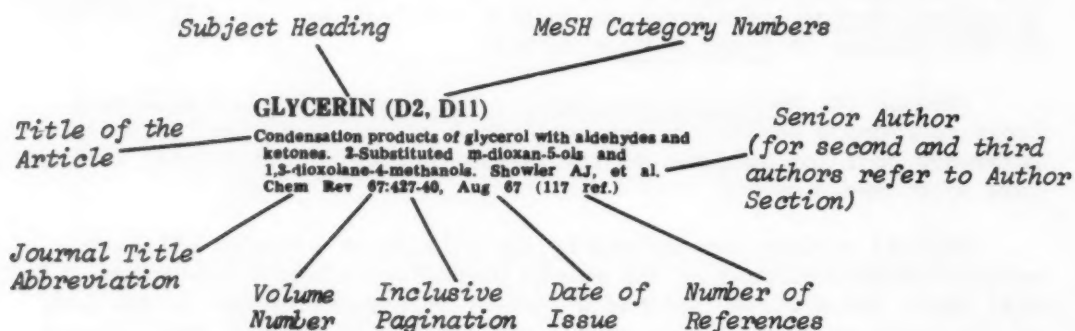 Subject Heading
MeSH Category Numbers
GLYCERIN (D2, D11)
Title of the
Article
Condensation products of glycerol with aldehydes and
ketones. 2-Substituted m-dioxan-5-ols and
1,3-dioxolane-4-methanols. Showler AJ, et al.
Chem Rev 67:427-40, Aug 67 (117 ref.)
Senior Author
(for second and third
authors refer to Author
Section)
Journal Title
Abbreviation
Volume
Number
Inclusive
Pagination
Date of
Issue
Number of
References